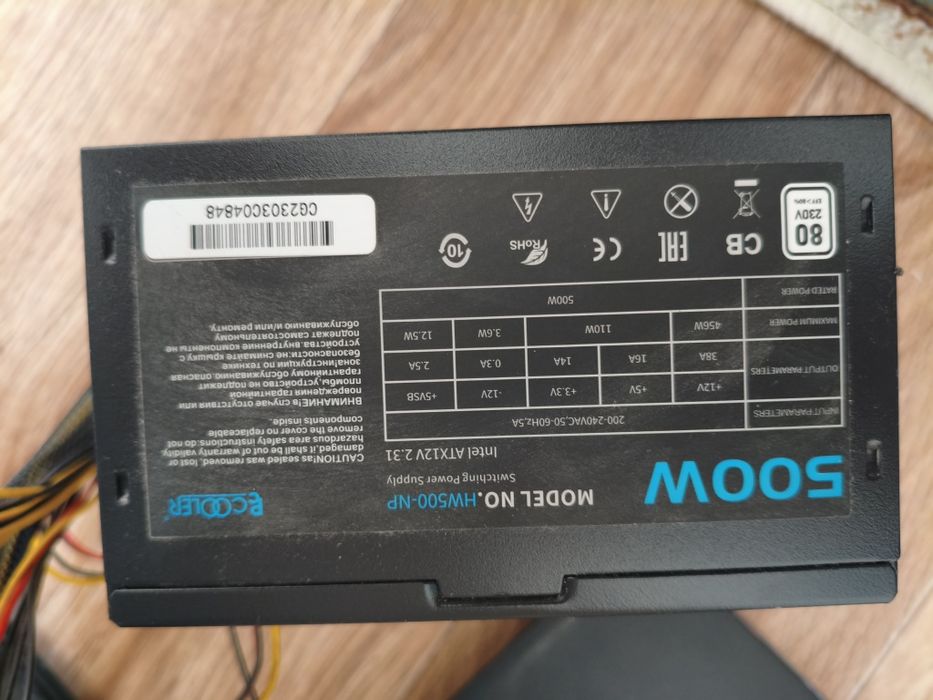 500W
MODEL NO.HW500-NP
Switching Power Supply
Intel ATX12V 2.31
PCCOOLER
INPUT PARAMETERS 200-240VAC,50-60Hz,5A
OUTPUT PARAMETERS +12V +5V +3.3V -12V +5VSB
38A 16A 14A 0.3A 2.5A
MAXIMUM POWER 456W 110W 3.6W 12.5W
RATED POWER 500W
CAUTION!as sealed was removed, lost or
damaged,it shall be out of warranty validity.
hazardous area safety instructions:do not
remove the cover no replaceable
components inside.
ВНИМАНИЕ!в случае отсутствия или
повреждения гарантийной
пломбы, устройство не подлежит
гарантийному обслуживанию. опасная
зона!инструкции по технике
безопасности:не снимайте крышку с
устройства внутренние компоненты не
подлежат самостоятельному
обслуживанию и/или ремонту.
80
230V
EFF>80%
CB
EAC
CE
RoHS
10
CG2303C04848